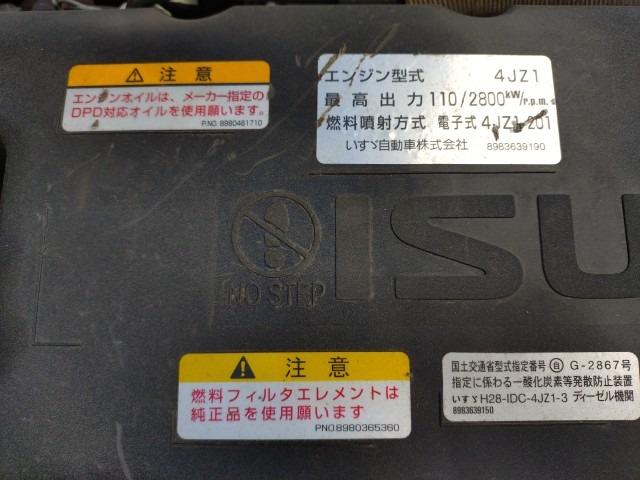 ⚠ 注意
エンジンオイルは、メーカー指定の
DPD対応オイルを使用願います。
P.NO. 8980461710
エンジン型式 4JZ1
最高出力 110/2800kW/r.p.m.
燃料噴射方式 電子式 4JZ1-201
いすゞ自動車株式会社 8983639190
NO STEP
ISU
⚠ 注意
燃料フィルタエレメントは
純正品を使用願います
P.NO.8980365360
国土交通省型式指定番号 自 G-2867号
指定に係わる一酸化炭素等発散防止装置
いすゞH28-IDC-4JZ1-3 ディーゼル機関
8983639150